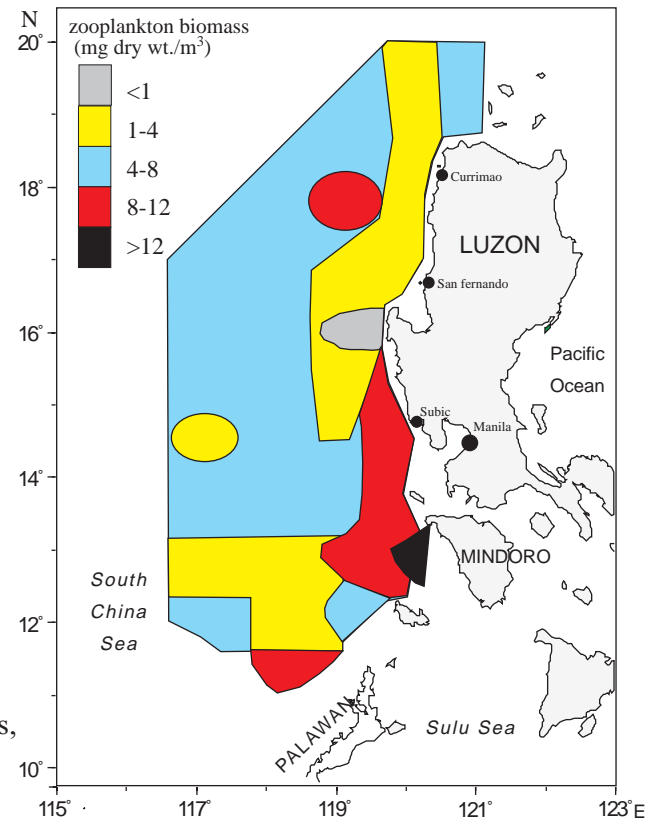 N
zooplankton biomass
(mg dry wt./m³)
<1
1-4
4-8
8-12
>12
20°
18°
16°
14°
12°
10°
Currimao
LUZON
San fernando
Pacific
Ocean
Subic
Manila
MINDORO
South
China
Sea
PALAWAN
Sulu Sea
s,
115°
117°
119°
121°
123°E